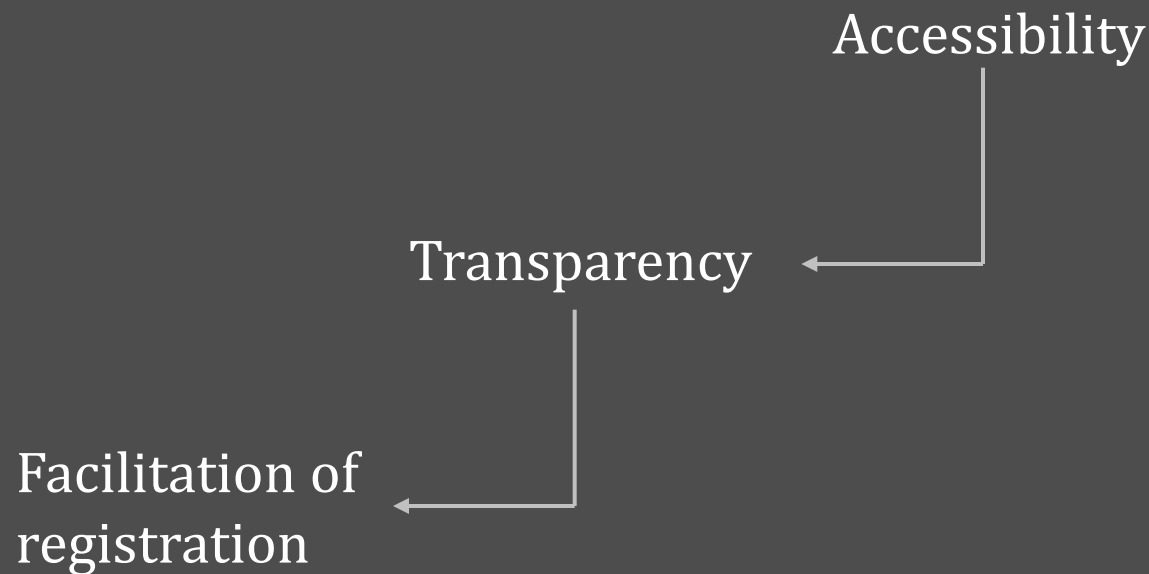 Accessibility
Transparency
Facilitation of
registration